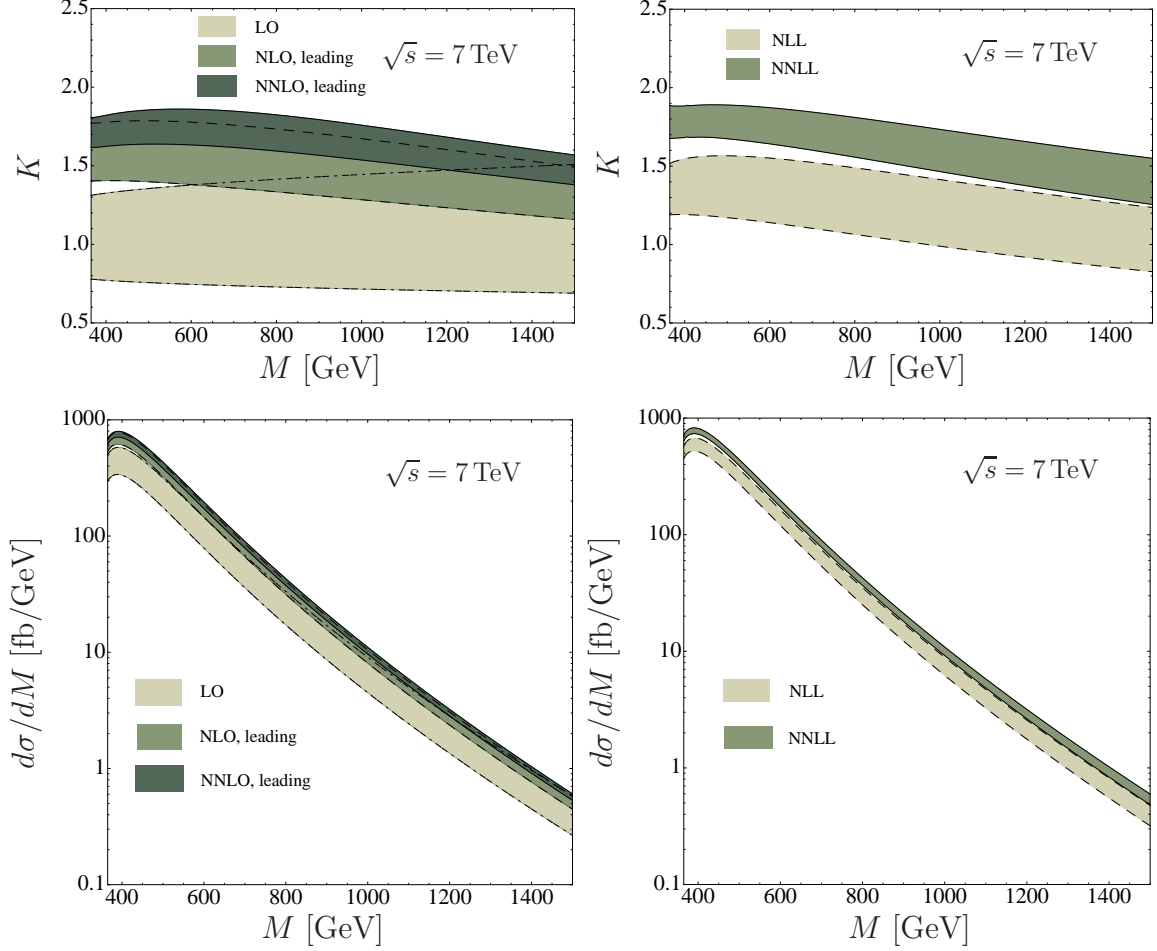 LO
NLO, leading
NNLO, leading
√s = 7 TeV
2.5
2.0
1.5
1.0
0.5
K
400 600 800 1000 1200 1400
M [GeV]
NLL
NNLL
√s = 7 TeV
2.5
2.0
1.5
1.0
0.5
K
400 600 800 1000 1200 1400
M [GeV]
√s = 7 TeV
1000
100
10
1
0.1
dσ/dM [fb/GeV]
LO
NLO, leading
NNLO, leading
400 600 800 1000 1200 1400
M [GeV]
√s = 7 TeV
1000
100
10
1
0.1
dσ/dM [fb/GeV]
NLL
NNLL
400 600 800 1000 1200 1400
M [GeV]